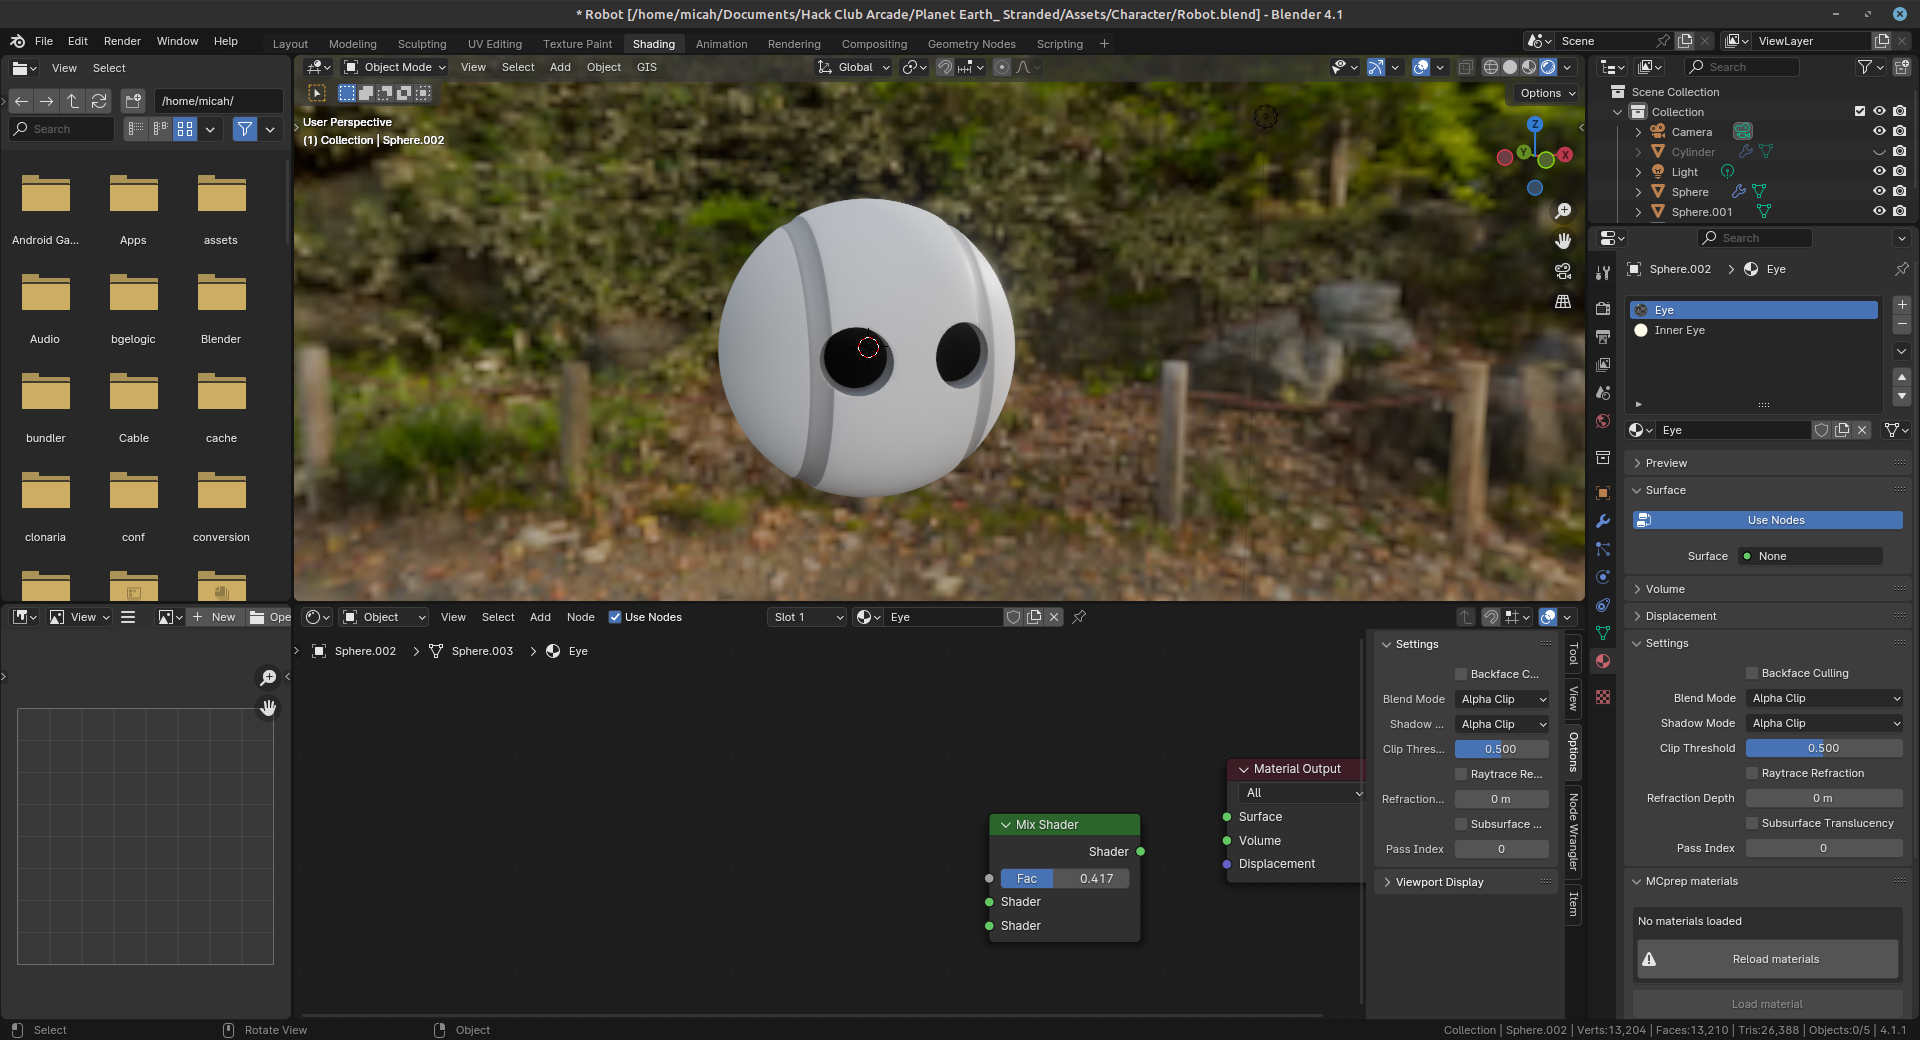 * Robot [/home/micah/Documents/Hack Club Arcade/Planet Earth_ Stranded/Assets/Character/Robot.blend] - Blender 4.1
File Edit Render Window Help
Layout Modeling Sculpting UV Editing Texture Paint Shading Animation Rendering Compositing Geometry Nodes Scripting +
Scene
ViewLayer
View Select
/home/micah/
Search
Android Ga... Apps assets
Audio bgelogic Blender
bundler Cable cache
clonaria conf conversion
Object Mode View Select Add Object GIS
Global
Options
User Perspective
(1) Collection | Sphere.002
Z
Y
X
Search
Scene Collection
Collection
Camera
Cylinder
Light
Sphere
Sphere.001
Search
Sphere.002 > Eye
Eye
Inner Eye
Eye
Preview
Surface
Use Nodes
Surface None
Volume
Displacement
Settings
Backface Culling
Blend Mode Alpha Clip
Shadow Mode Alpha Clip
Clip Threshold 0.500
Raytrace Refraction
Refraction Depth 0 m
Subsurface Translucency
Pass Index 0
MCprep materials
No materials loaded
Reload materials
Load material
View
New
Ope
Object View Select Add Node Use Nodes
Slot 1
Eye
Sphere.002 > Sphere.003 > Eye
Mix Shader
Shader
Fac 0.417
Shader
Shader
Material Output
All
Surface
Volume
Displacement
Settings
Backface C...
Blend Mode Alpha Clip
Shadow ... Alpha Clip
Clip Thres... 0.500
Raytrace Re...
Refraction... 0 m
Subsurface ...
Pass Index 0
Viewport Display
Tool
View
Options
Node Wrangler
Item
Select
Rotate View
Object
Collection | Sphere.002 | Verts:13,204 | Faces:13,210 | Tris:26,388 | Objects:0/5 | 4.1.1